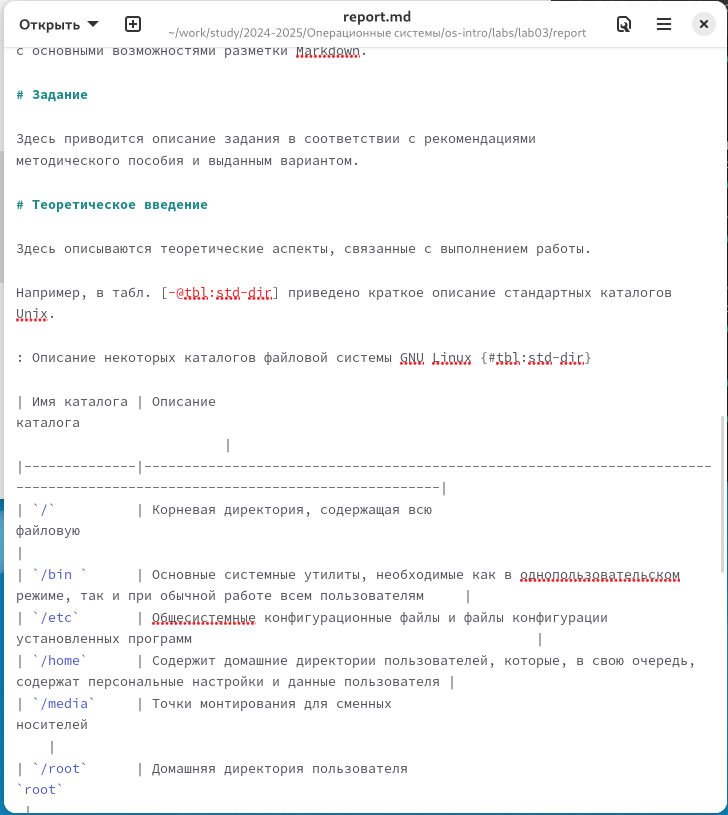 Открыть
report.md
~/work/study/2024-2025/Операционные системы/os-intro/labs/lab03/report
с основными возможностями разметки Markdown.
# Задание
Здесь приводится описание задания в соответствии с рекомендациями
методического пособия и выданным вариантом.
# Теоретическое введение
Здесь описываются теоретические аспекты, связанные с выполнением работы.
Например, в табл. [-@tbl:std-dir] приведено краткое описание стандартных каталогов
Unix.
: Описание некоторых каталогов файловой системы GNU Linux {#tbl:std-dir}
| Имя каталога | Описание
каталога
|
|--------------|-----------------------------------------------------------------------
-----------------------------------------------------|
| `/`          | Корневая директория, содержащая всю
файловую
|
| `/bin `      | Основные системные утилиты, необходимые как в однопользовательском
режиме, так и при обычной работе всем пользователям     |
| `/etc`       | Общесистемные конфигурационные файлы и файлы конфигурации
установленных программ                                           |
| `/home`      | Содержит домашние директории пользователей, которые, в свою очередь,
содержат персональные настройки и данные пользователя |
| `/media`     | Точки монтирования для сменных
носителей
|
| `/root`      | Домашняя директория пользователя
`root`
|